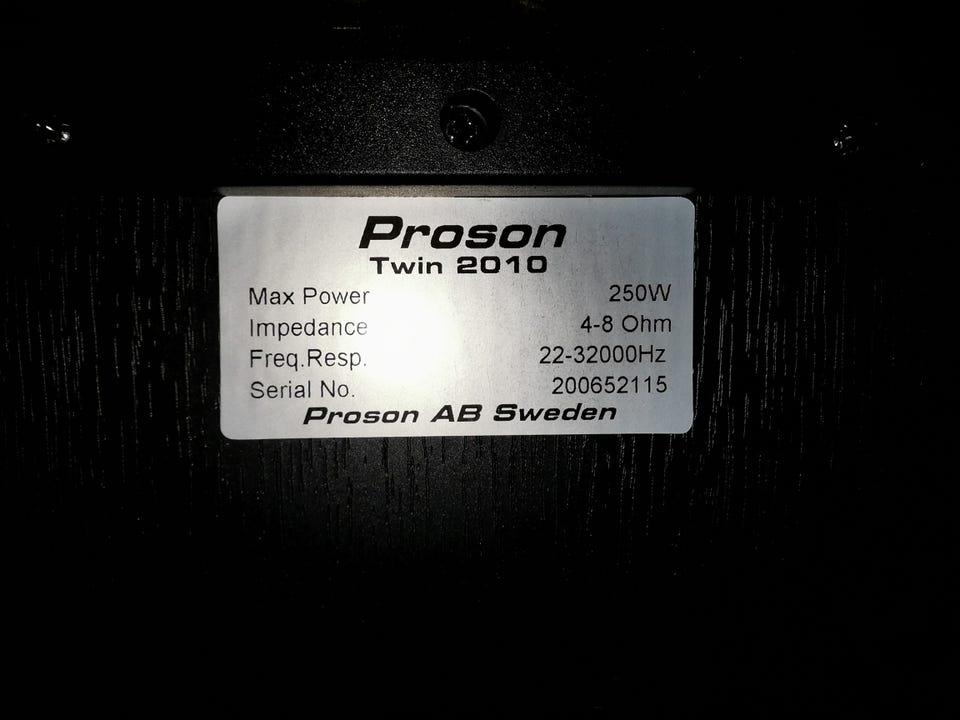 Proson
Twin 2010
Max Power 250W
Impedance 4-8 Ohm
Freq.Resp. 22-32000Hz
Serial No. 200652115
Proson AB Sweden